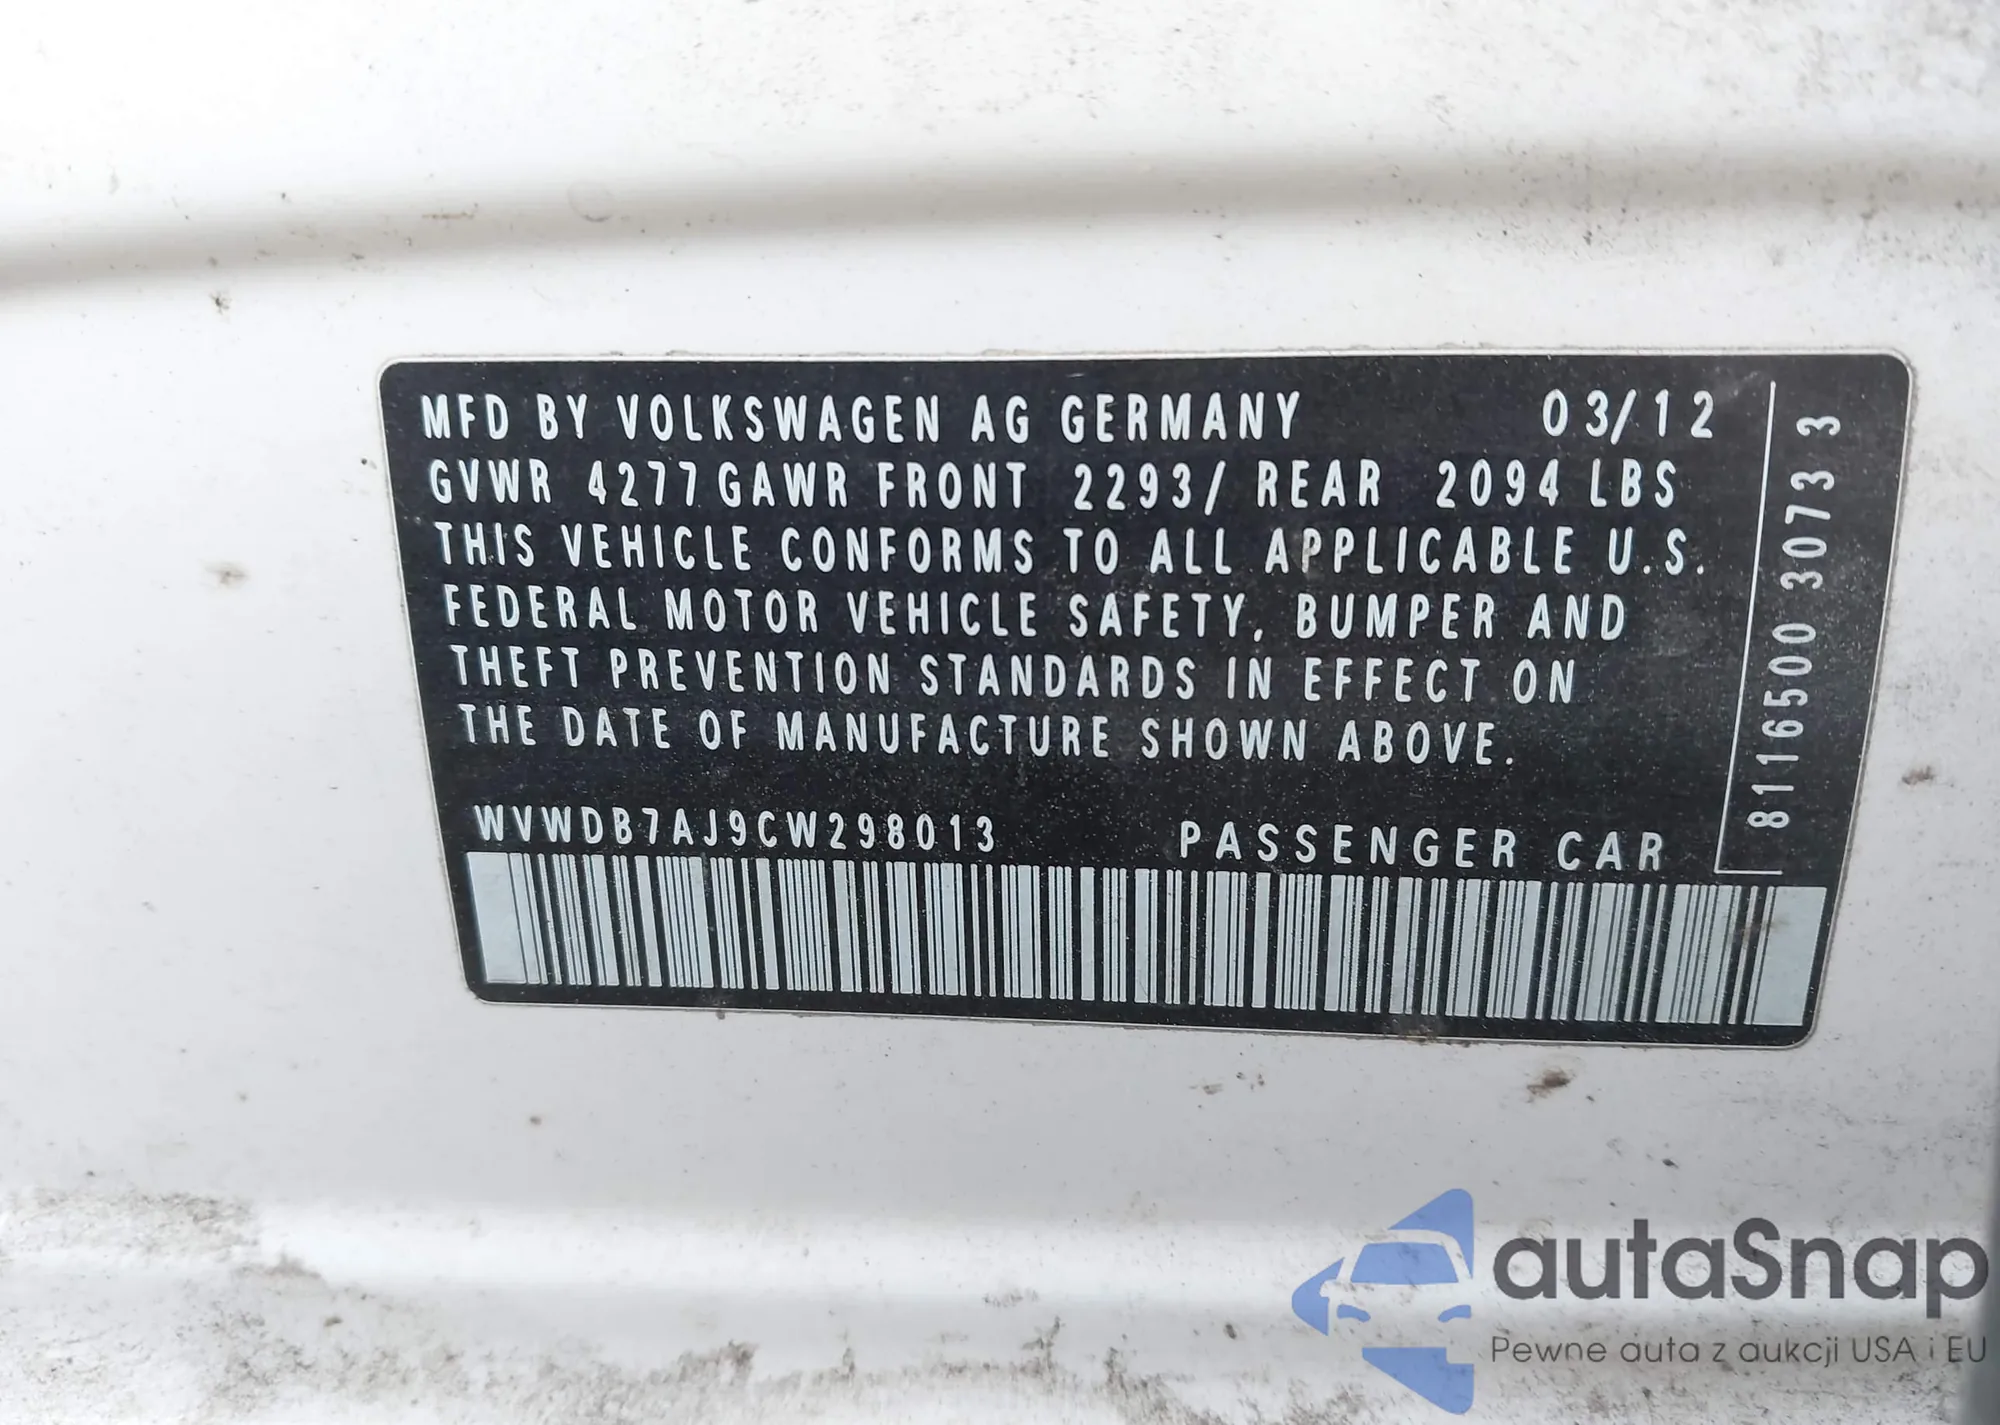 MFD BY VOLKSWAGEN AG GERMANY 03/12
GVWR 4277 GAWR FRONT 2293/ REAR 2094 LBS
THIS VEHICLE CONFORMS TO ALL APPLICABLE U.S.
FEDERAL MOTOR VEHICLE SAFETY, BUMPER AND
THEFT PREVENTION STANDARDS IN EFFECT ON
THE DATE OF MANUFACTURE SHOWN ABOVE.
WVWDB7AJ9CW298013 PASSENGER CAR
8116500 3073 3
autaSnap
Pewne auta z aukcji USA i EU